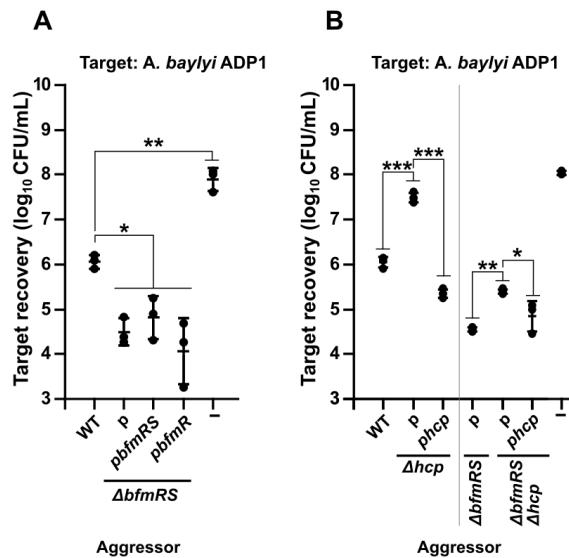 A
Target: A. baylyi ADP1
Target recovery (log10 CFU/mL)
10
9
8
7
6
5
4
3
**
*
WT
p
pbfmRS
pbfmR
–
ΔbfmRS
Aggressor
B
Target: A. baylyi ADP1
Target recovery (log10 CFU/mL)
10
9
8
7
6
5
4
3
***
***
**
*
WT
p
phcp
p
p
phcp
–
Δhcp
ΔbfmRS
ΔbfmRS
Δhcp
Aggressor